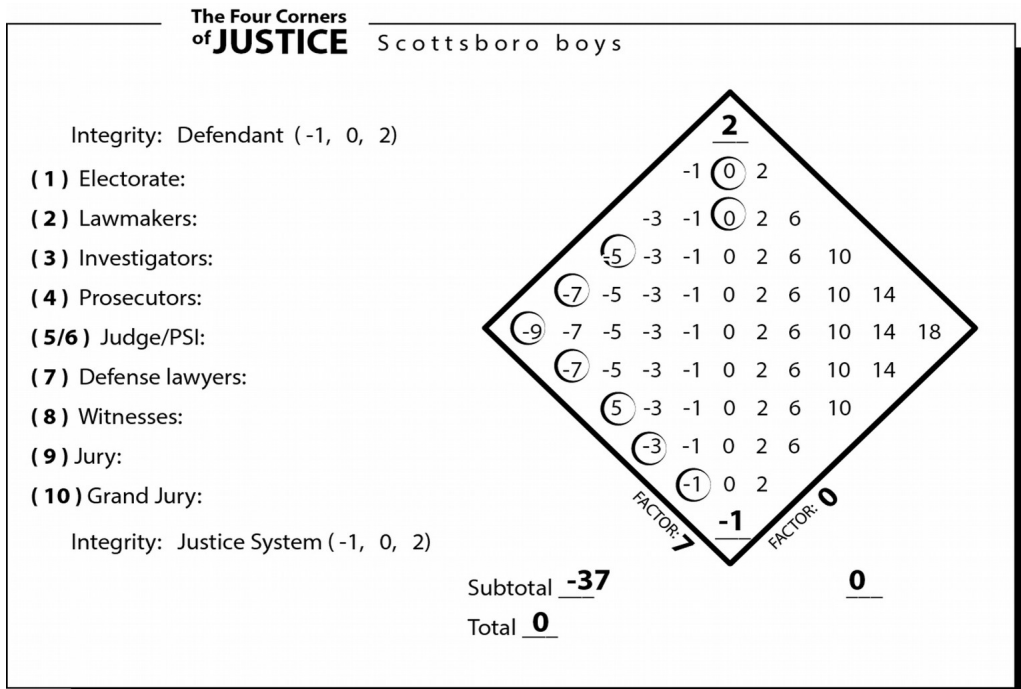 The Four Corners
of JUSTICE Scottsboro boys
Integrity: Defendant ( -1, 0, 2) 2
( 1 ) Electorate: -1 0 2
( 2 ) Lawmakers: -3 -1 0 2 6
( 3 ) Investigators: -5 -3 -1 0 2 6 10
( 4 ) Prosecutors: -7 -5 -3 -1 0 2 6 10 14
( 5/6 ) Judge/PSI: -9 -7 -5 -3 -1 0 2 6 10 14 18
( 7 ) Defense lawyers: -7 -5 -3 -1 0 2 6 10 14
( 8 ) Witnesses: 5 -3 -1 0 2 6 10
( 9 ) Jury: -3 -1 0 2 6
( 10 ) Grand Jury: -1 0 2
FACTOR: 7 FACTOR: 0
Integrity: Justice System ( -1, 0, 2) -1
Subtotal -37 0
Total 0